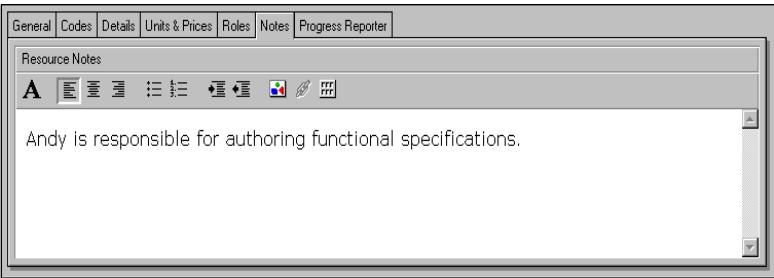 General Codes Details Units & Prices Roles Notes Progress Reporter
Resource Notes
A
Andy is responsible for authoring functional specifications.